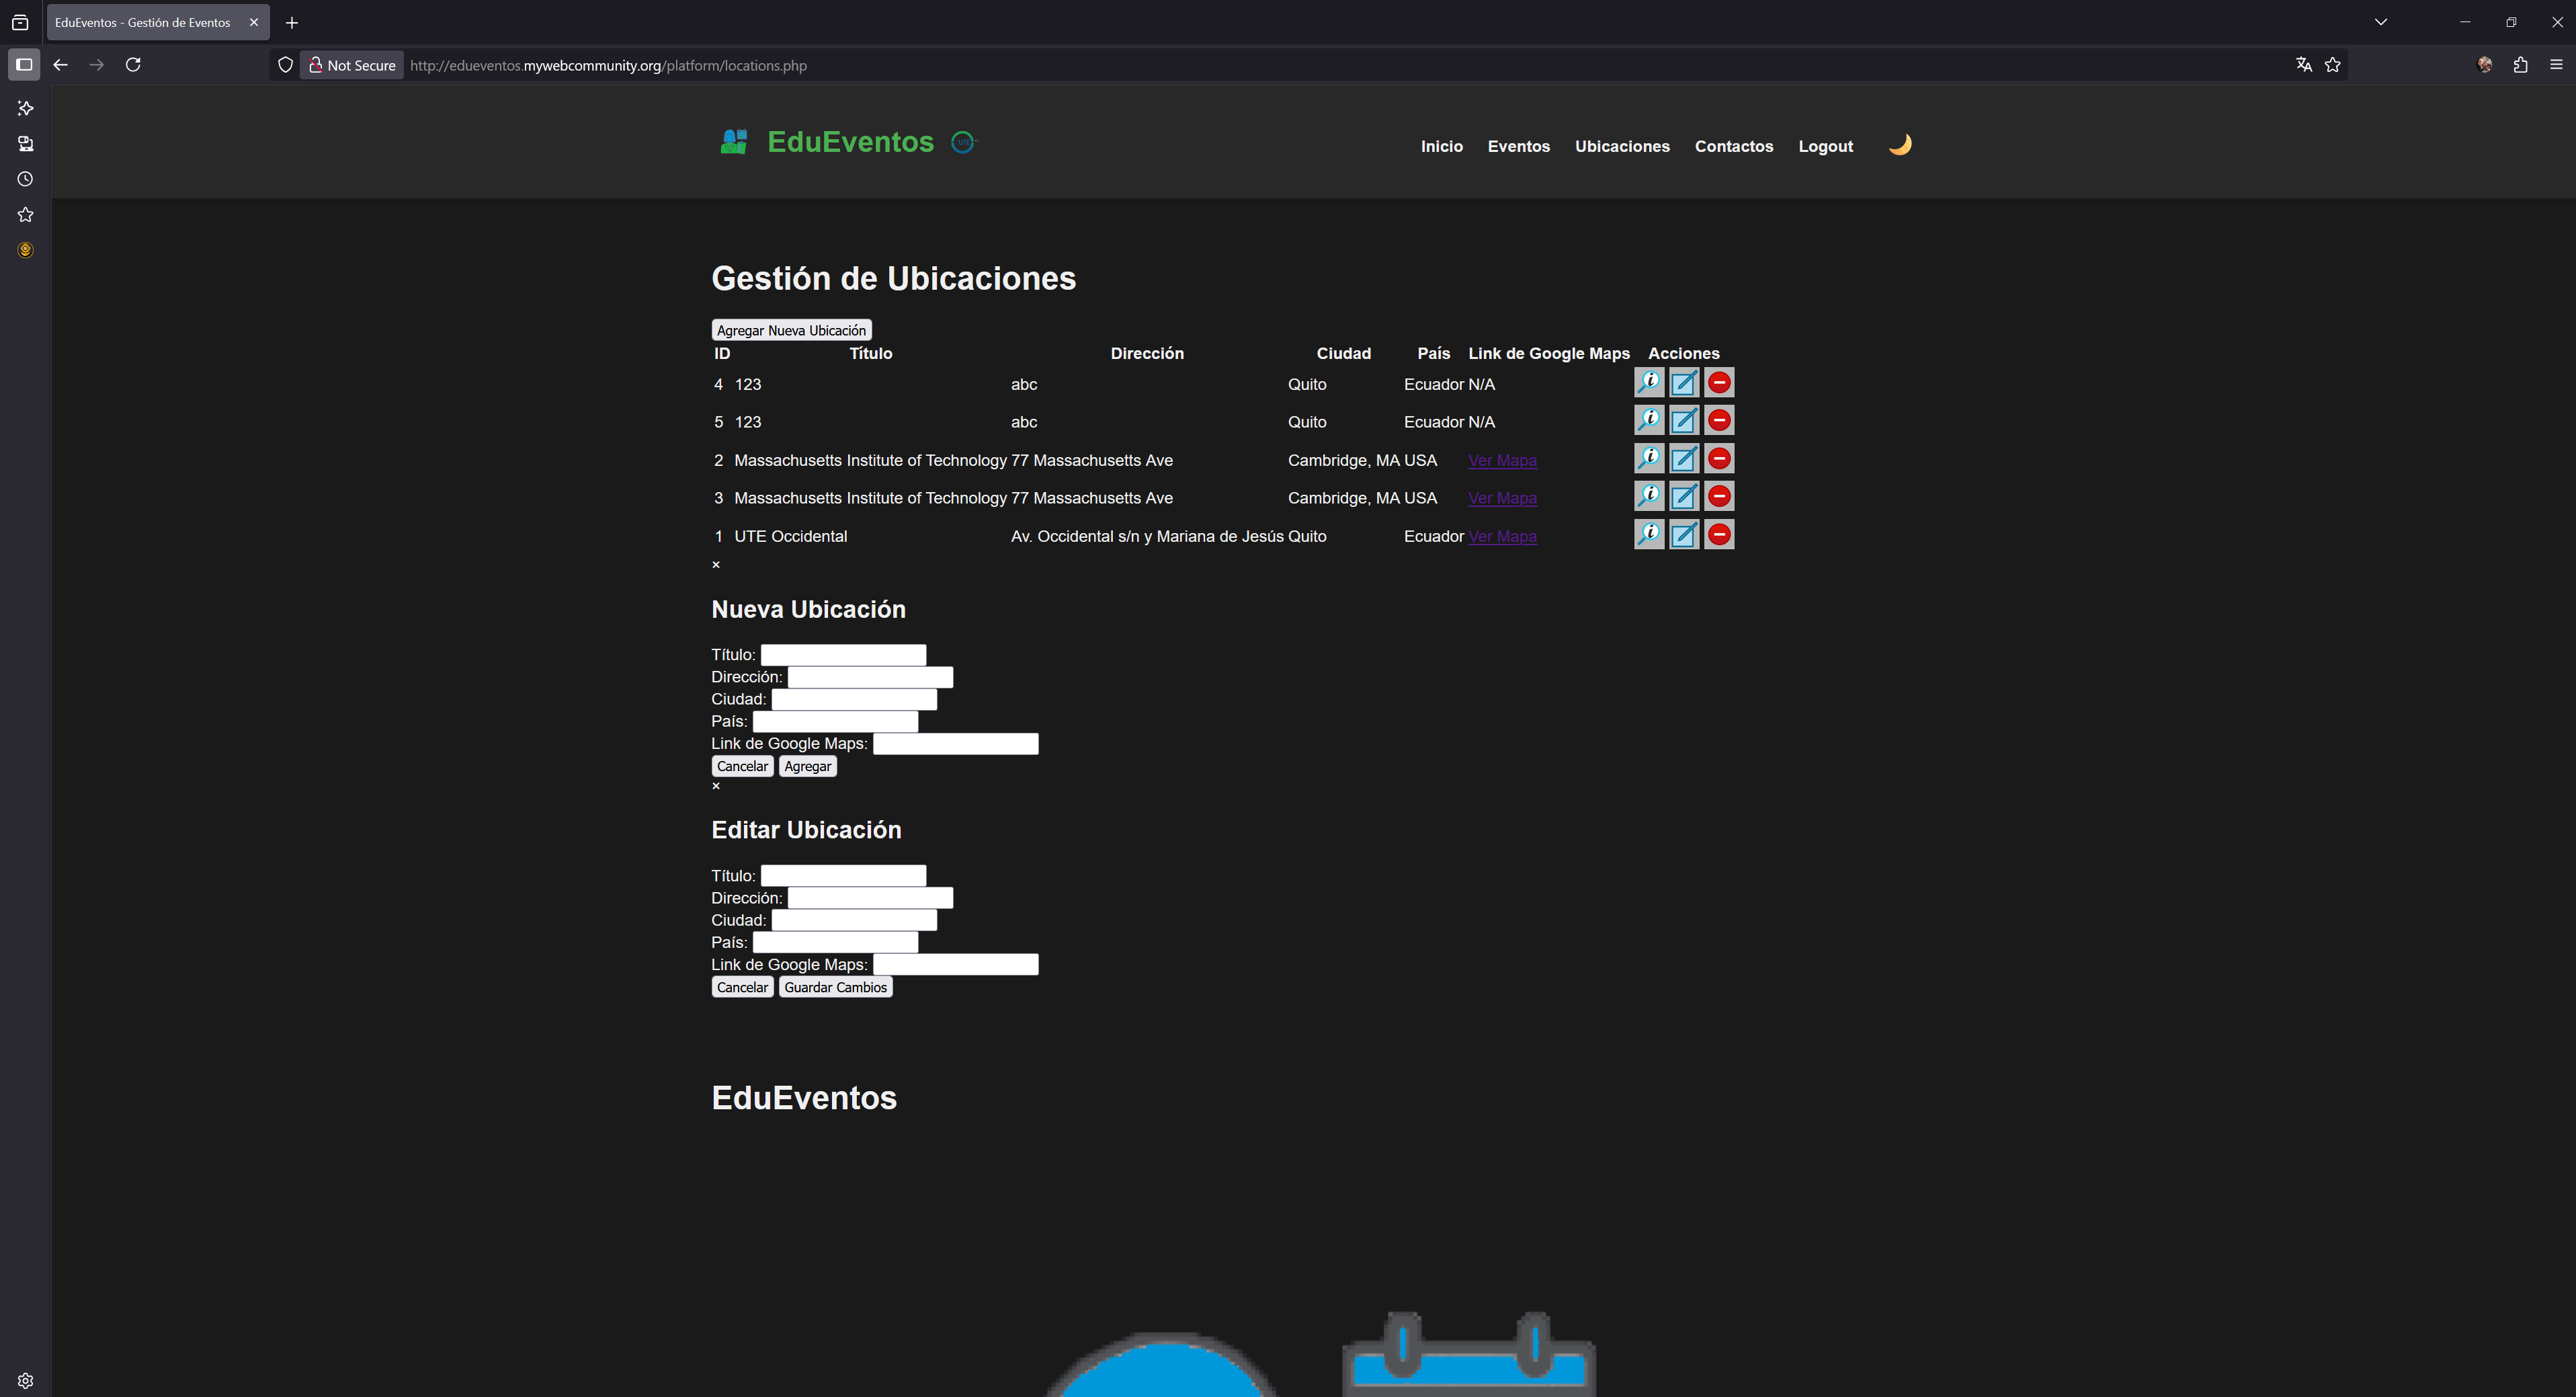 EduEventos - Gestión de Eventos
Not Secure http://edueventos.mywebcommunity.org/platform/locations.php
EduEventos UTE Inicio Eventos Ubicaciones Contactos Logout
Gestión de Ubicaciones
Agregar Nueva Ubicación
ID Título Dirección Ciudad País Link de Google Maps Acciones
4 123 abc Quito Ecuador N/A
5 123 abc Quito Ecuador N/A
2 Massachusetts Institute of Technology 77 Massachusetts Ave Cambridge, MA USA Ver Mapa
3 Massachusetts Institute of Technology 77 Massachusetts Ave Cambridge, MA USA Ver Mapa
1 UTE Occidental Av. Occidental s/n y Mariana de Jesús Quito Ecuador Ver Mapa
×
Nueva Ubicación
Título:
Dirección:
Ciudad:
País:
Link de Google Maps:
Cancelar Agregar
×
Editar Ubicación
Título:
Dirección:
Ciudad:
País:
Link de Google Maps:
Cancelar Guardar Cambios
EduEventos